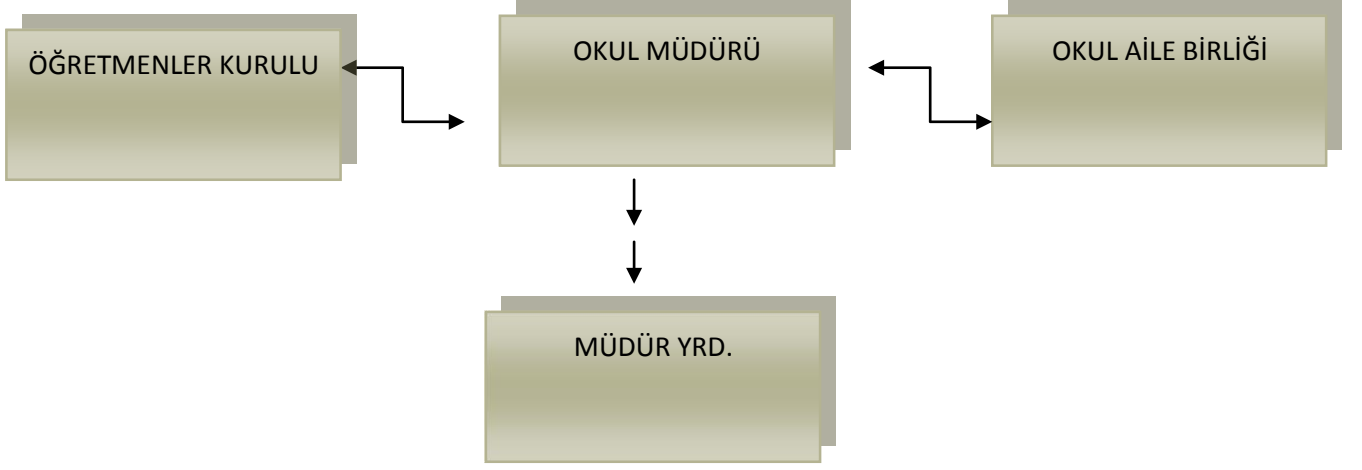 ÖĞRETMENLER KURULU
OKUL MÜDÜRÜ
OKUL AİLE BİRLİĞİ
MÜDÜR YRD.